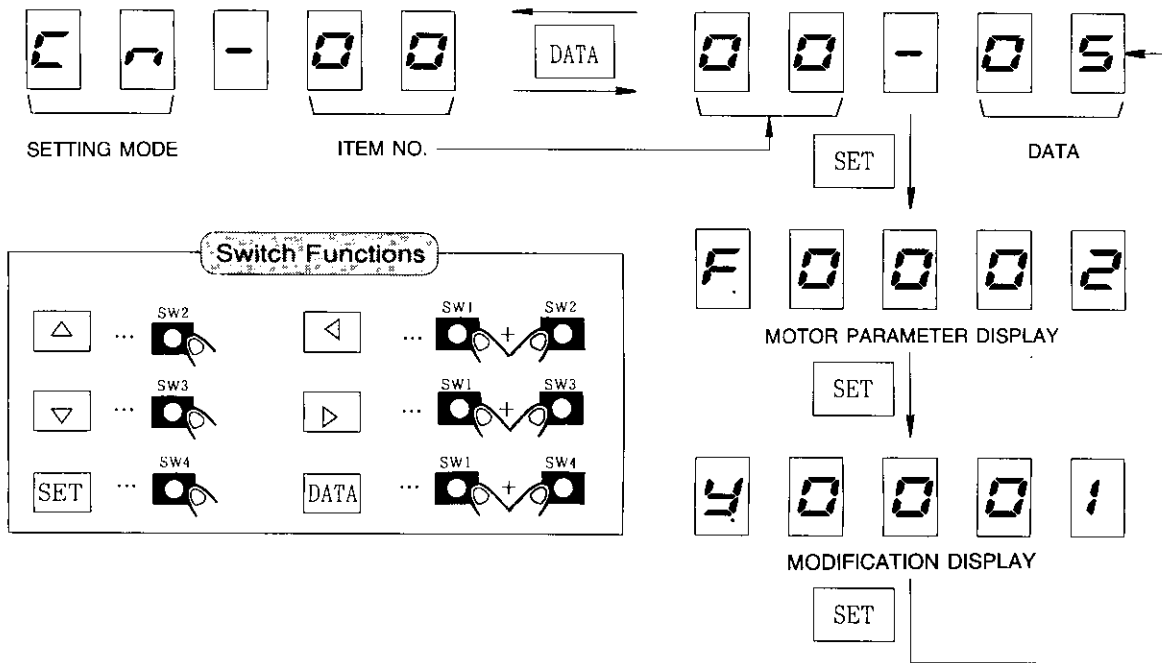 Cn-00 DATA 00-05
SETTING MODE ITEM NO. SET DATA
Switch Functions
SW2 SW1 + SW2
SW3 SW1 + SW3
SET SW4 DATA SW1 + SW4
F0002
MOTOR PARAMETER DISPLAY
SET
y.0001
MODIFICATION DISPLAY
SET